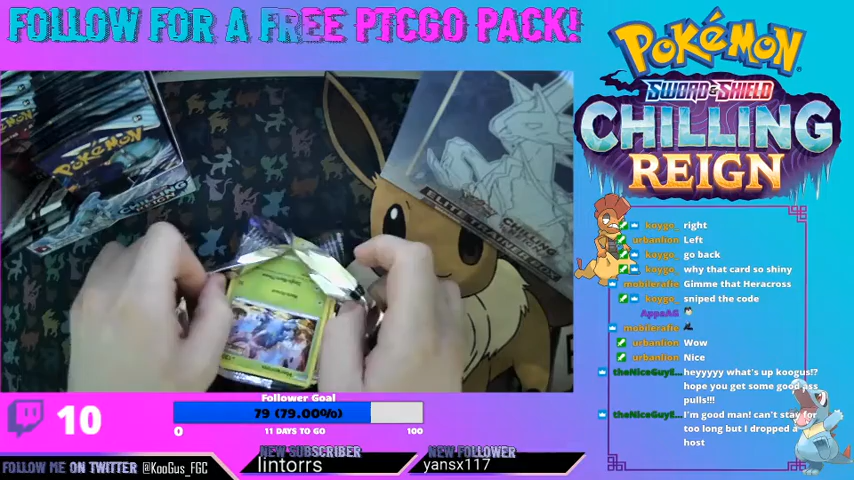 FOLLOW FOR A FREE PTCGO PACK!
POKéMON
SWORD & SHIELD
CHILLING
REIGN
POKéMON
CHILLING
REIGN
ELITE TRAINER BOX
CHILLING
koygo_ right
urbanlion Left
koygo_ go back
koygo_ why that card so shiny
mobilerafie Gimme that Heracross
koygo_ sniped the code
AppaAG
mobilerafie
urbanlion Wow
urbanlion Nice
theNiceGuyE... heyyyyy what's up koogus!?
hope you get some good ass
pulls!!!
theNiceGuyE... I'm good man! can't stay for
too long but I dropped a
host
Follower Goal
10
79 (79.00%)
0
11 DAYS TO GO
100
NEW SUBSCRIBER
lintorrs
NEW FOLLOWER
yansx117
FOLLOW ME ON TWITTER @KooGus_FGC